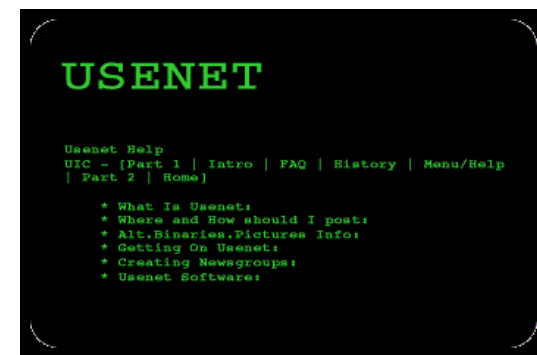 USENET
Usenet Help
UIC - [Part 1 | Intro | FAQ | History | Menu/Help
| Part 2 | Home]
* What Is Usenet:
* Where and How should I post:
* Alt.Binaries.Pictures Info:
* Getting On Usenet:
* Creating Newsgroups:
* Usenet Software: